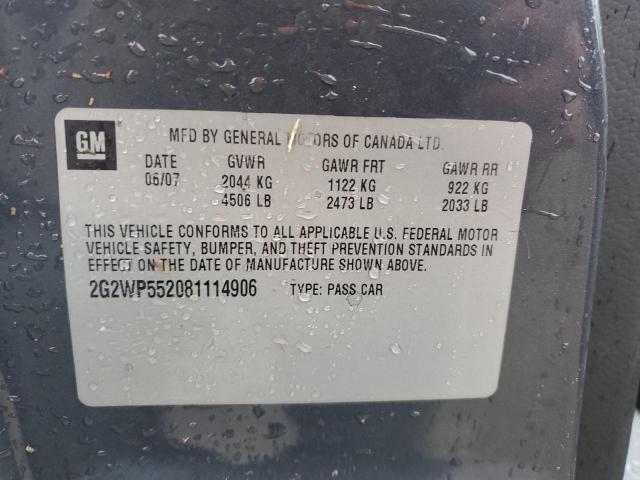 GM
MFD BY GENERAL MOTORS OF CANADA LTD.
DATE GVWR GAWR FRT GAWR RR
06/07 2044 KG 1122 KG 922 KG
4506 LB 2473 LB 2033 LB
THIS VEHICLE CONFORMS TO ALL APPLICABLE U.S. FEDERAL MOTOR
VEHICLE SAFETY, BUMPER, AND THEFT PREVENTION STANDARDS IN
EFFECT ON THE DATE OF MANUFACTURE SHOWN ABOVE.
2G2WP552081114906 TYPE: PASS CAR